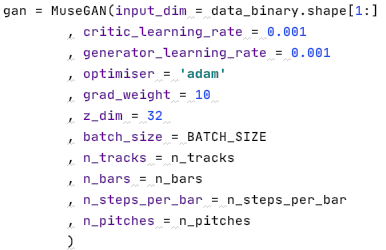 gan = MuseGAN(input_dim = data_binary.shape[1:]
, critic_learning_rate = 0.001
, generator_learning_rate = 0.001
, optimiser = 'adam'
, grad_weight = 10
, z_dim = 32
, batch_size = BATCH_SIZE
, n_tracks = n_tracks
, n_bars = n_bars
, n_steps_per_bar = n_steps_per_bar
, n_pitches = n_pitches
)